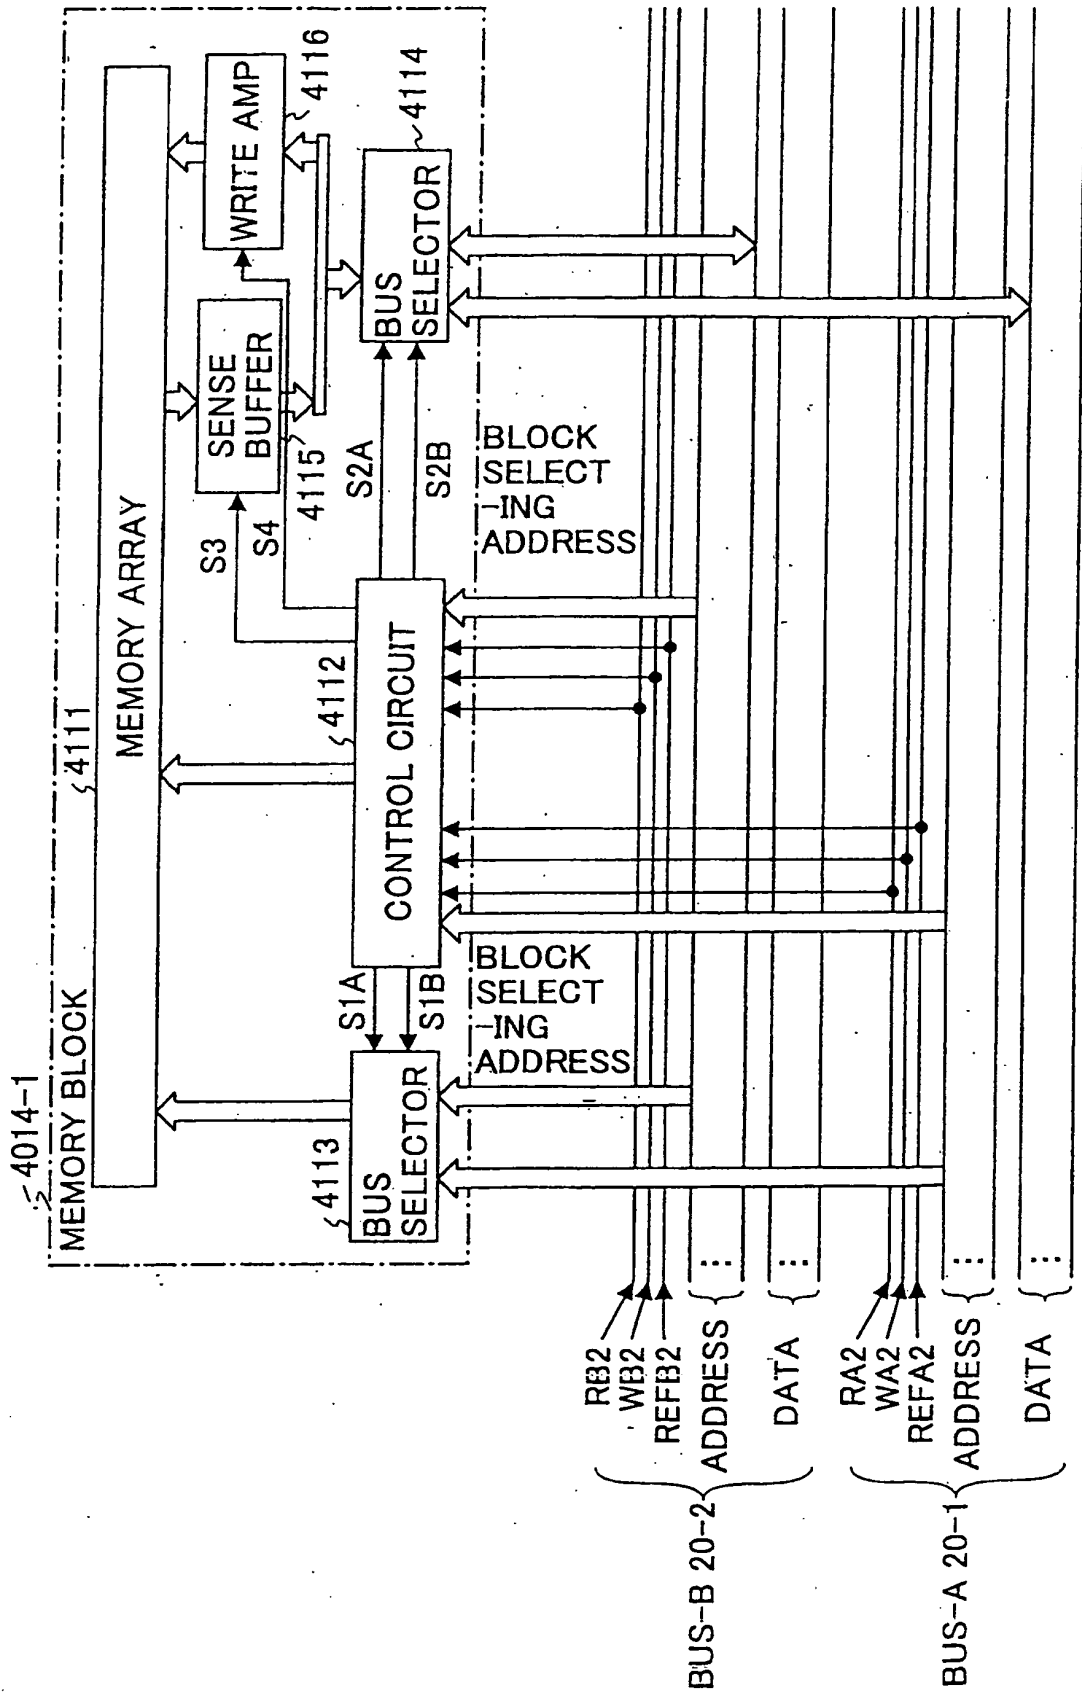 4014-1
MEMORY BLOCK
4111
MEMORY ARRAY
4113
BUS
SELECTOR
S1A
S1B
4112
CONTROL CIRCUIT
S3
S4
SENSE
BUFFER
4115
WRITE AMP
4116
S2A
S2B
BUS
SELECTOR
4114
BLOCK
SELECT
-ING
ADDRESS
BLOCK
SELECT
-ING
ADDRESS
RB2
WB2
REFB2
ADDRESS
...
DATA
...
BUS-B 20-2
RA2
WA2
REFA2
ADDRESS
...
DATA
...
BUS-A 20-1